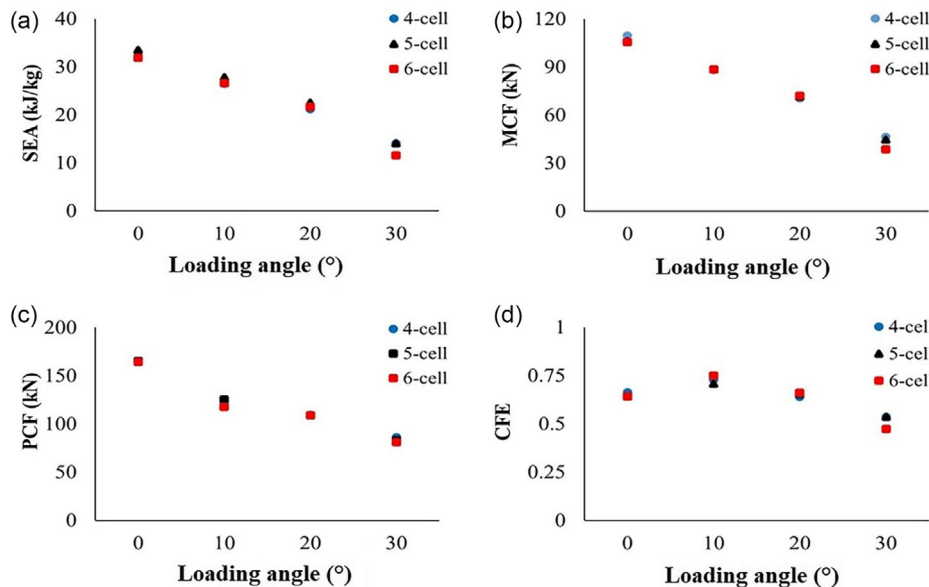 (a)
SEA (kJ/kg)
40
30
20
10
0
0 10 20 30
Loading angle (°)
4-cell
5-cell
6-cell
(b)
MCF (kN)
120
90
60
30
0
0 10 20 30
Loading angle (°)
4-cell
5-cell
6-cell
(c)
PCF (kN)
200
150
100
50
0
0 10 20 30
Loading angle (°)
4-cell
5-cell
6-cell
(d)
CFE
1
0.75
0.5
0.25
0
0 10 20 30
Loading angle (°)
4-cel
5-cel
6-cel